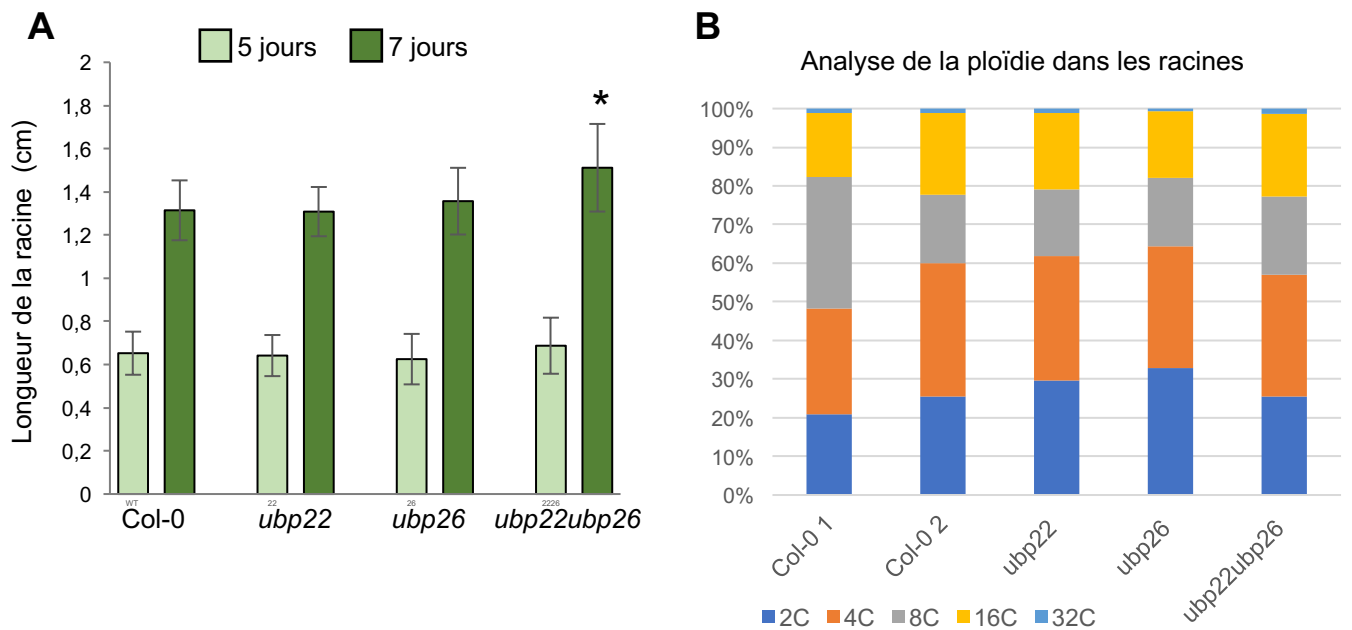 A
5 jours 7 jours
Longueur de la racine (cm)
2
1,8
1,6
1,4
1,2
1
0,8
0,6
0,4
0,2
0
*
WT 22 26 2226
Col-0 ubp22 ubp26 ubp22ubp26
B
Analyse de la ploïdie dans les racines
100%
90%
80%
70%
60%
50%
40%
30%
20%
10%
0%
Col-0 1 Col-0 2 ubp22 ubp26 ubp22ubp26
2C 4C 8C 16C 32C